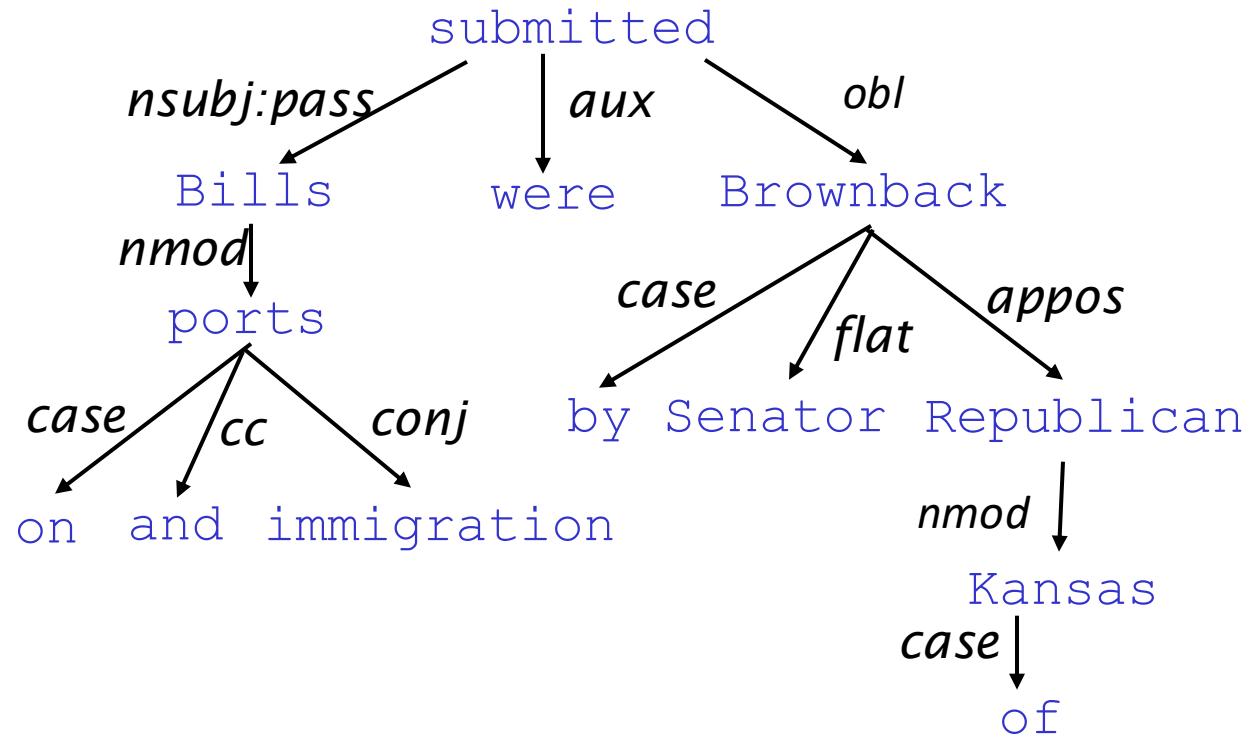 submitted
nsubj:pass aux obl
Bills were Brownback
nmod
ports
case flat appos
case cc conj
by Senator Republican
on and immigration
nmod
Kansas
case
of